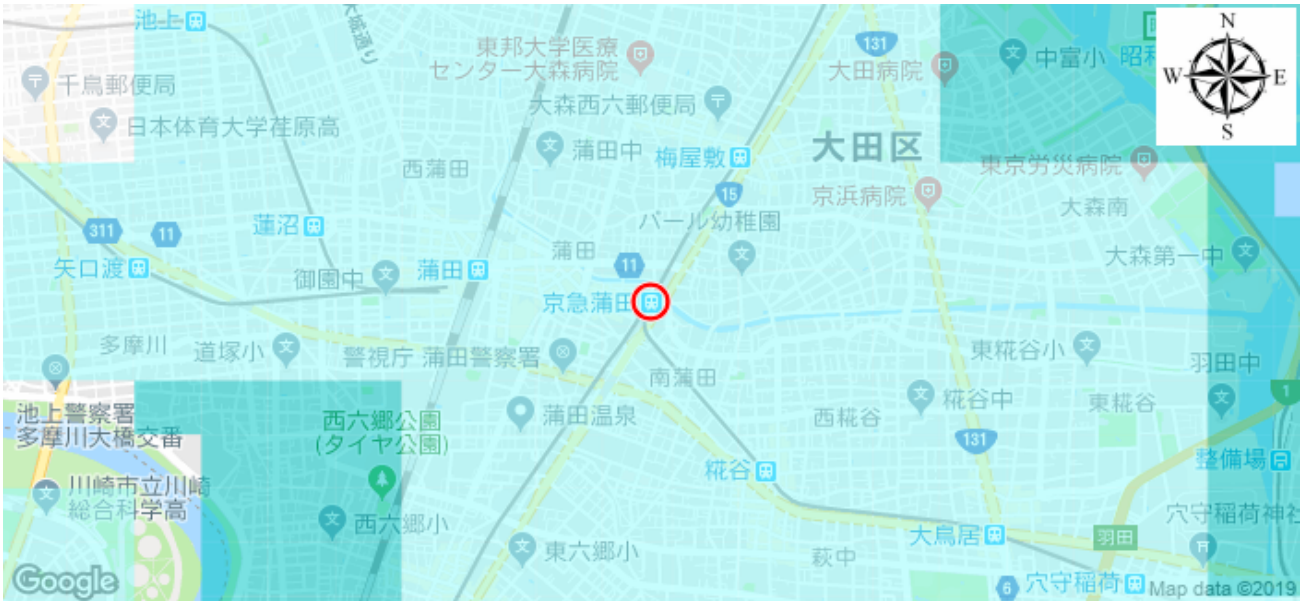 池上
大城通り
131
中富小
昭和
N
W
E
S
東邦大学医療
センター大森病院
大田病院
千鳥郵便局
大森西六郵便局
日本体育大学荏原高
蒲田中
梅屋敷
大田区
東京労災病院
西蒲田
15
京浜病院
大森南
311
11
蓮沼
パール幼稚園
蒲田
11
大森第一中
矢口渡
御園中
蒲田
京急蒲田
多摩川
道塚小
警視庁 蒲田警察署
東糀谷小
羽田中
南蒲田
1
池上警察署
多摩川大橋交番
西六郷公園
(タイヤ公園)
蒲田温泉
西糀谷
糀谷中
東糀谷
131
糀谷
整備場
川崎市立川崎
総合科学高
西六郷小
穴守稲荷神社
東六郷小
萩中
大鳥居
羽田
Google
6
穴守稲荷
Map data ©2019